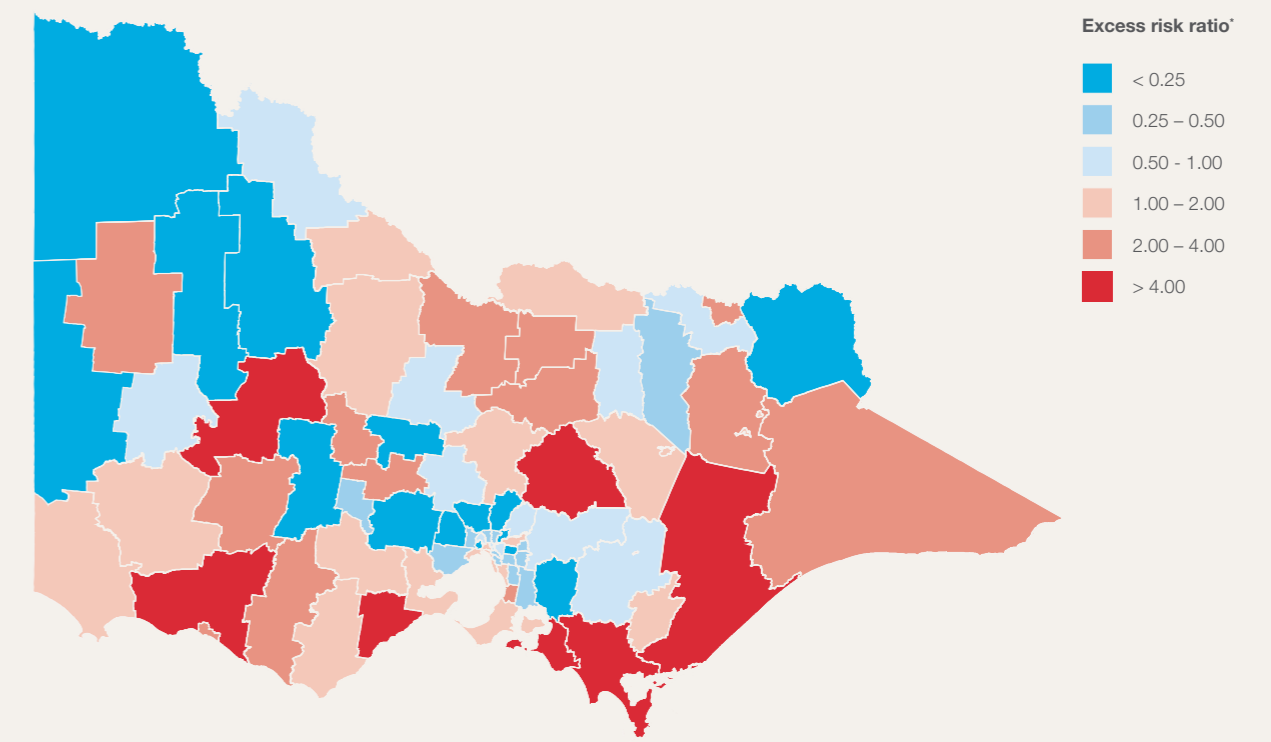 Excess risk ratio*
< 0.25
0.25 – 0.50
0.50 - 1.00
1.00 – 2.00
2.00 – 4.00
> 4.00